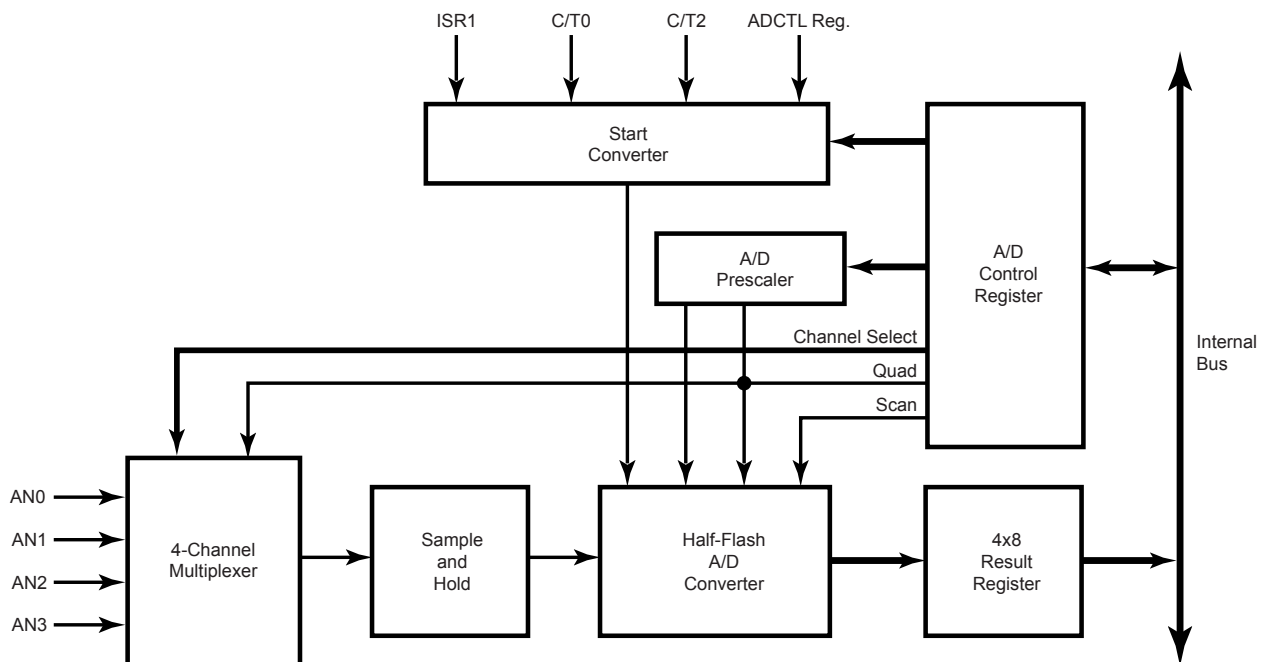 ISR1
C/T0
C/T2
ADCTL Reg.
Start
Converter
A/D
Prescaler
A/D
Control
Register
Channel Select
Quad
Scan
Internal
Bus
AN0
AN1
AN2
AN3
4-Channel
Multiplexer
Sample
and
Hold
Half-Flash
A/D
Converter
4x8
Result
Register